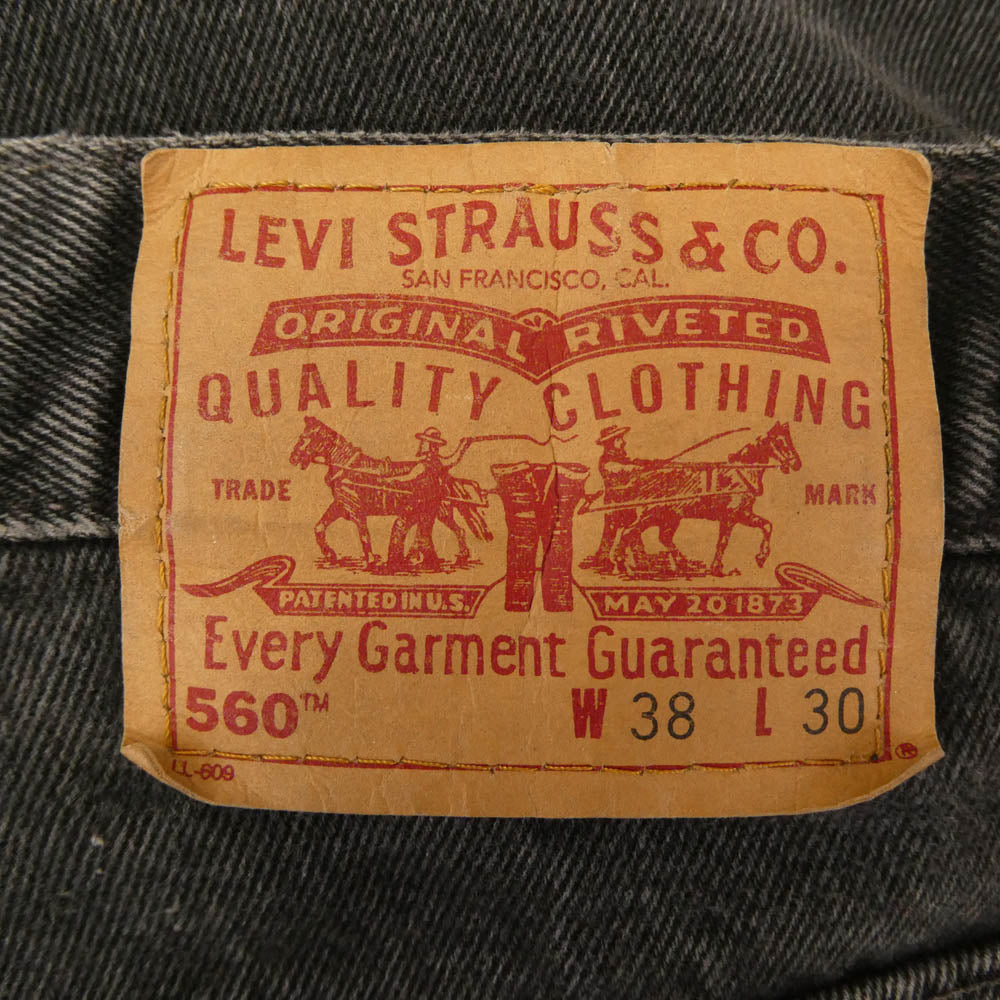 LEVI STRAUSS & CO.
SAN FRANCISCO, CAL.
ORIGINAL RIVETED
QUALITY CLOTHING
TRADE MARK
PATENTED IN U.S. MAY 20 1873
Every Garment Guaranteed
560™ W 38 L 30
LL-609 ®